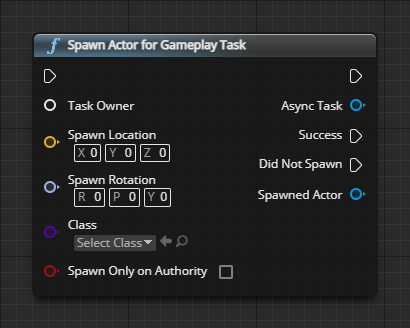 f Spawn Actor for Gameplay Task
Task Owner Async Task
Success
Spawn Location
X 0 Y 0 Z 0
Did Not Spawn
Spawn Rotation
R 0 P 0 Y 0
Spawned Actor
Class
Select Class
Spawn Only on Authority